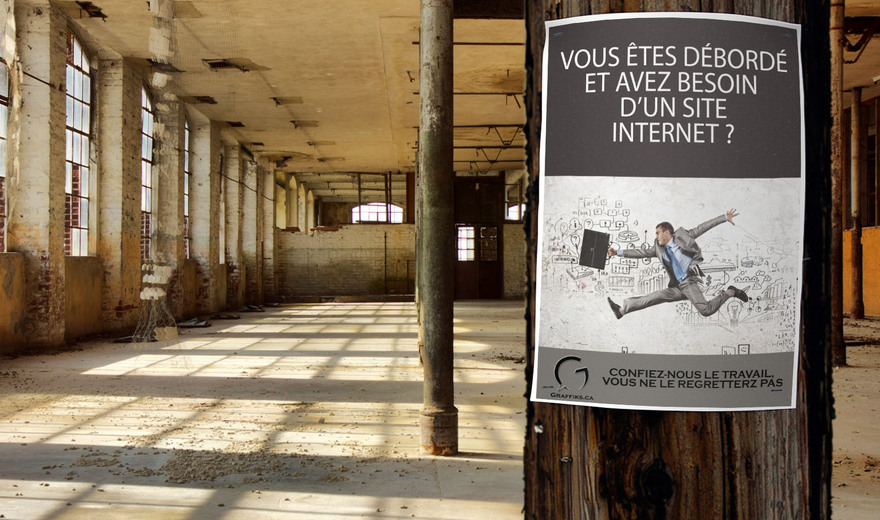 VOUS ÊTES DÉBORDÉ
ET AVEZ BESOIN
D'UN SITE
INTERNET ?
CONFIEZ-NOUS LE TRAVAIL,
VOUS NE LE REGRETTERZ PAS
GRAFFIKS.CA